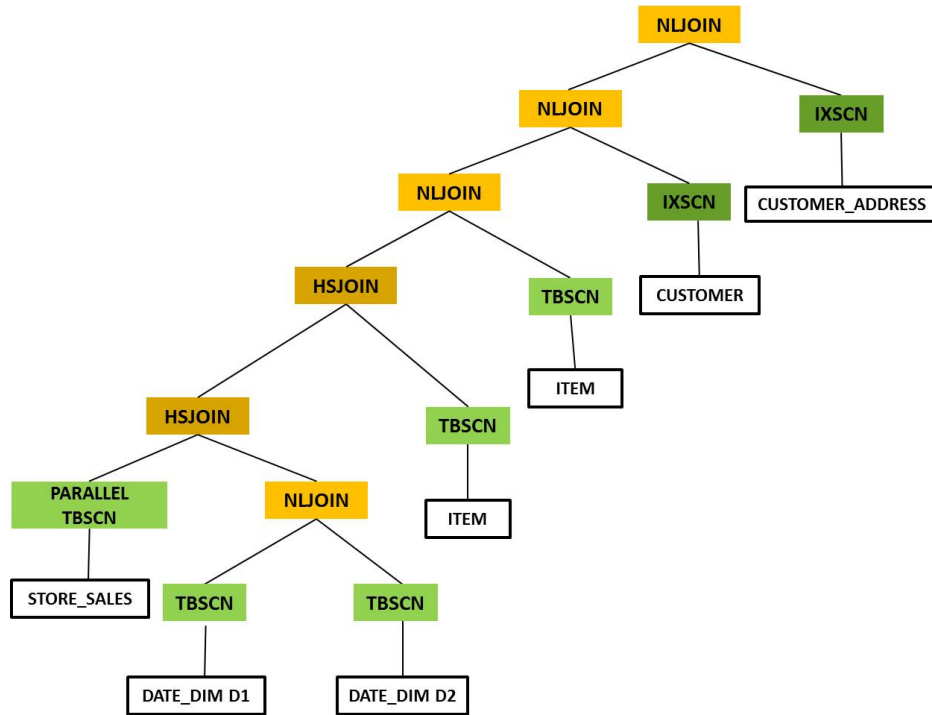 NLJOIN
NLJOIN
IXSCN
NLJOIN
IXSCN
CUSTOMER_ADDRESS
HSJOIN
TBSCN
CUSTOMER
ITEM
HSJOIN
TBSCN
PARALLEL
TBSCN
NLJOIN
ITEM
STORE_SALES
TBSCN
TBSCN
DATE_DIM D1
DATE_DIM D2